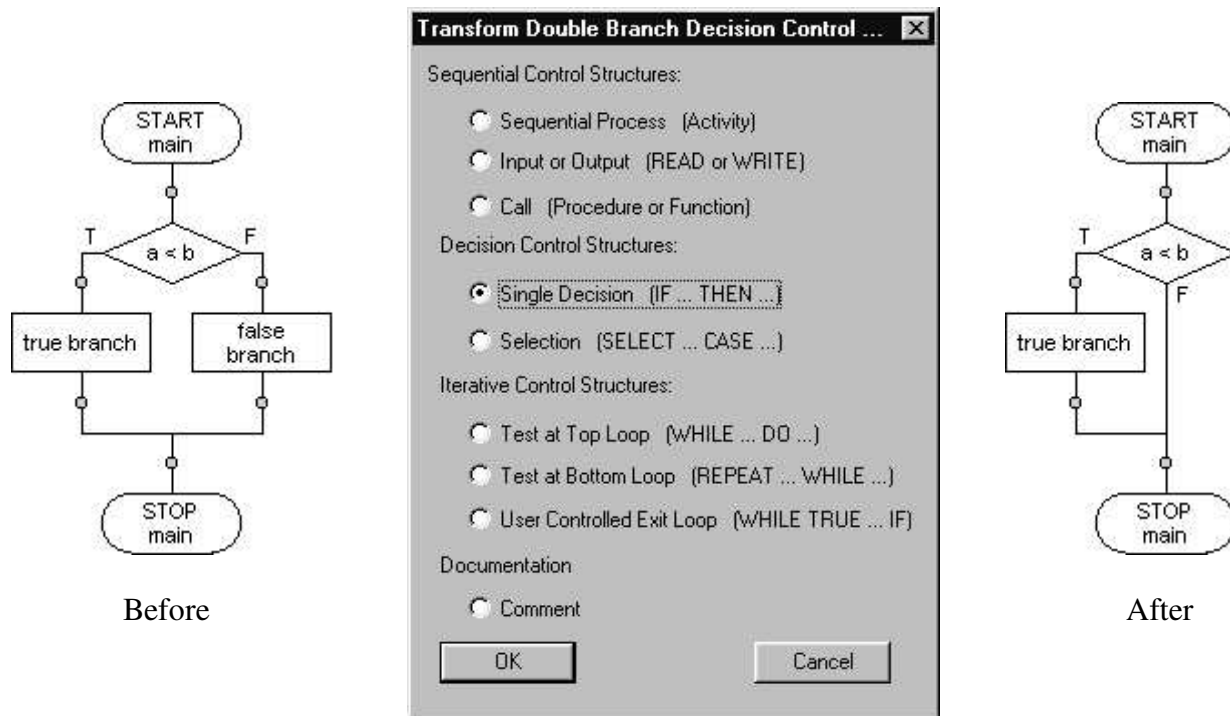 START
main
T
F
a < b
true branch
false
branch
STOP
main
Before
Transform Double Branch Decision Control ...
Sequential Control Structures:
Sequential Process (Activity)
Input or Output (READ or WRITE)
Call (Procedure or Function)
Decision Control Structures:
Single Decision (IF ... THEN ...)
Selection (SELECT ... CASE ...)
Iterative Control Structures:
Test at Top Loop (WHILE ... DO ...)
Test at Bottom Loop (REPEAT ... WHILE ...)
User Controlled Exit Loop (WHILE TRUE ... IF)
Documentation
Comment
OK
Cancel
START
main
T
a < b
F
true branch
STOP
main
After